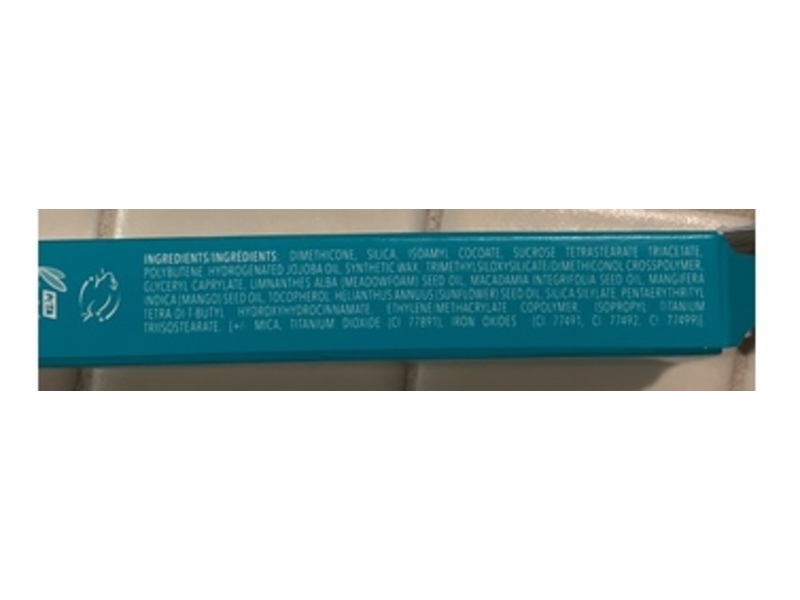 INGREDIENTS/INGRÉDIENTS: DIMETHICONE, SILICA, ISOAMYL COCOATE, SUCROSE TETRASTEARATE TRIACETATE,
POLYBUTENE, HYDROGENATED JOJOBA OIL, SYNTHETIC WAX, TRIMETHYLSILOXYSILICATE/DIMETHICONOL CROSSPOLYMER,
GLYCERYL CAPRYLATE, LIMNANTHES ALBA (MEADOWFOAM) SEED OIL, MACADAMIA INTEGRIFOLIA SEED OIL, MANGIFERA
INDICA (MANGO) SEED OIL, TOCOPHEROL, HELIANTHUS ANNUUS (SUNFLOWER) SEED OIL, SILICA SILYLATE, PENTAERYTHRITYL
TETRA DI T-BUTYL HYDROXYHYDROCINNAMATE, ETHYLENE/METHACRYLATE COPOLYMER, ISOPROPYL TITANIUM
TRIISOSTEARATE. [+/- MICA, TITANIUM DIOXIDE (CI 77891), IRON OXIDES (CI 77491, CI 77492, CI 77499)].
PETA